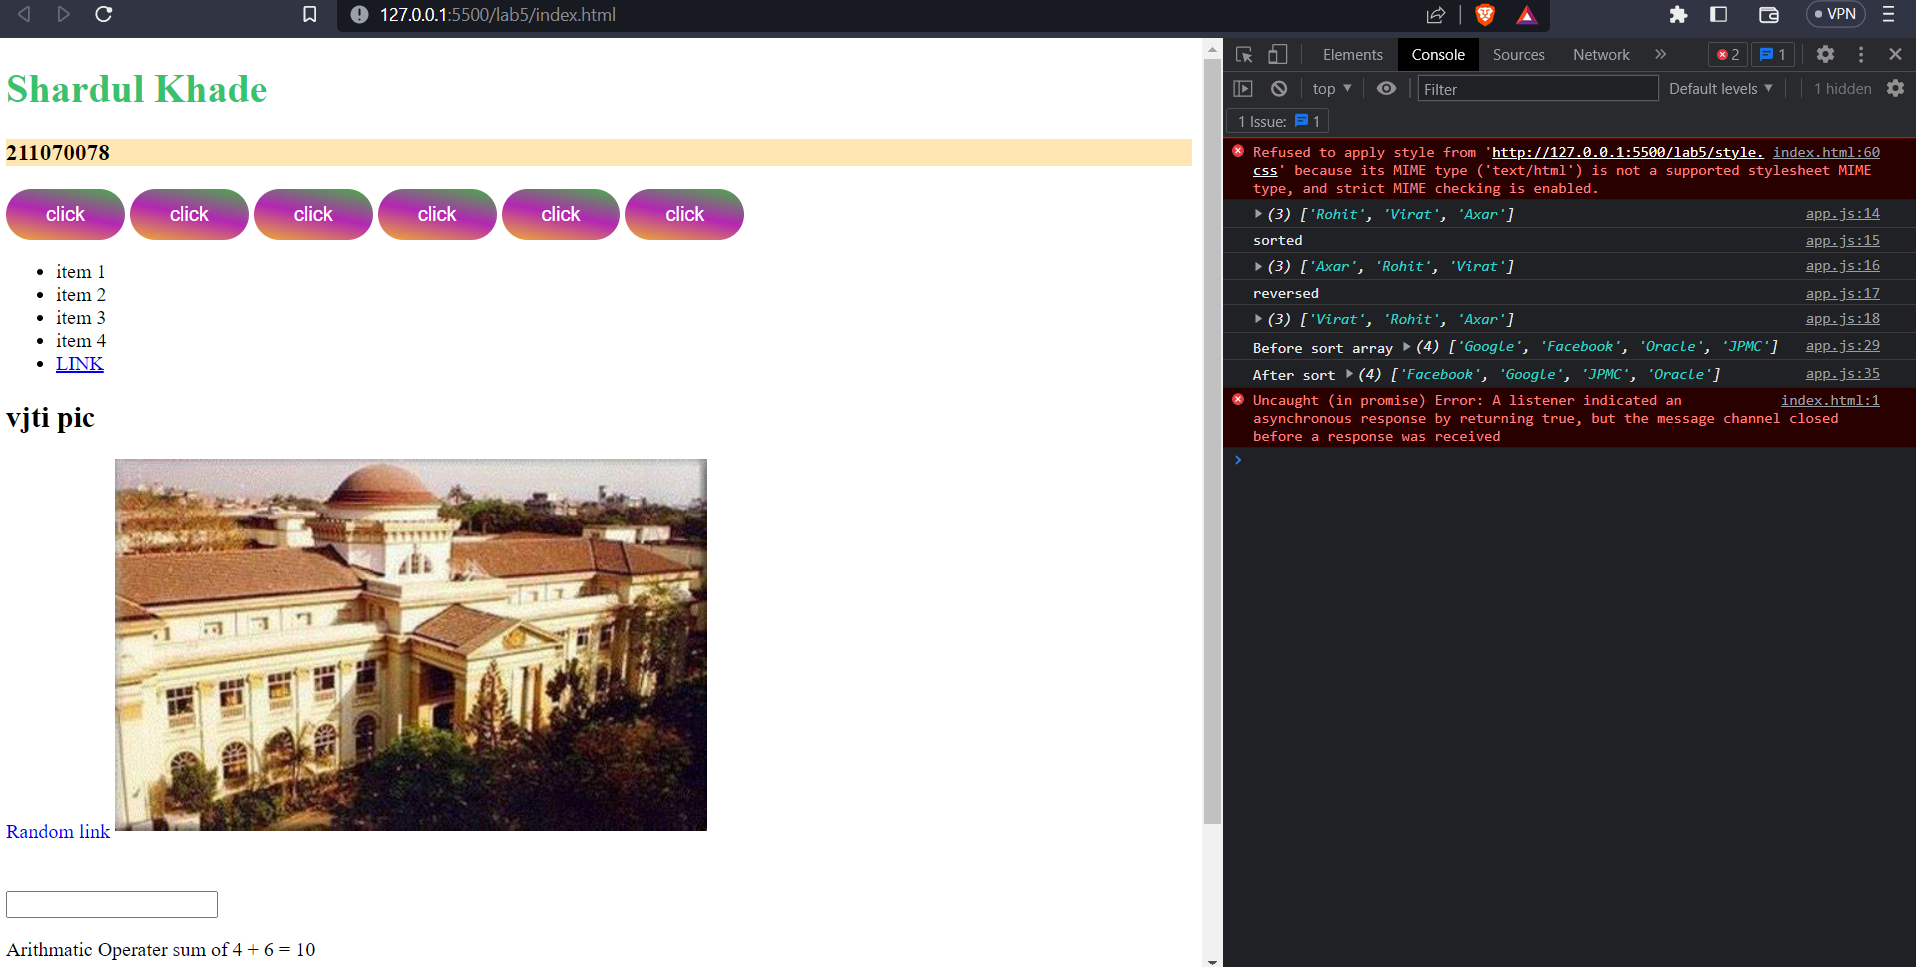 127.0.0.1:5500/lab5/index.html
VPN
Shardul Khade
211070078
click click click click click click
item 1
item 2
item 3
item 4
LINK
vjti pic
Random link
Arithmatic Operater sum of 4 + 6 = 10
Elements Console Sources Network » 2 1
top Filter Default levels 1 hidden
1 Issue: 1
Refused to apply style from 'http://127.0.0.1:5500/lab5/style. index.html:60
css' because its MIME type ('text/html') is not a supported stylesheet MIME
type, and strict MIME checking is enabled.
(3) ['Rohit', 'Virat', 'Axar'] app.js:14
sorted app.js:15
(3) ['Axar', 'Rohit', 'Virat'] app.js:16
reversed app.js:17
(3) ['Virat', 'Rohit', 'Axar'] app.js:18
Before sort array (4) ['Google', 'Facebook', 'Oracle', 'JPMC'] app.js:29
After sort (4) ['Facebook', 'Google', 'JPMC', 'Oracle'] app.js:35
Uncaught (in promise) Error: A listener indicated an index.html:1
asynchronous response by returning true, but the message channel closed
before a response was received